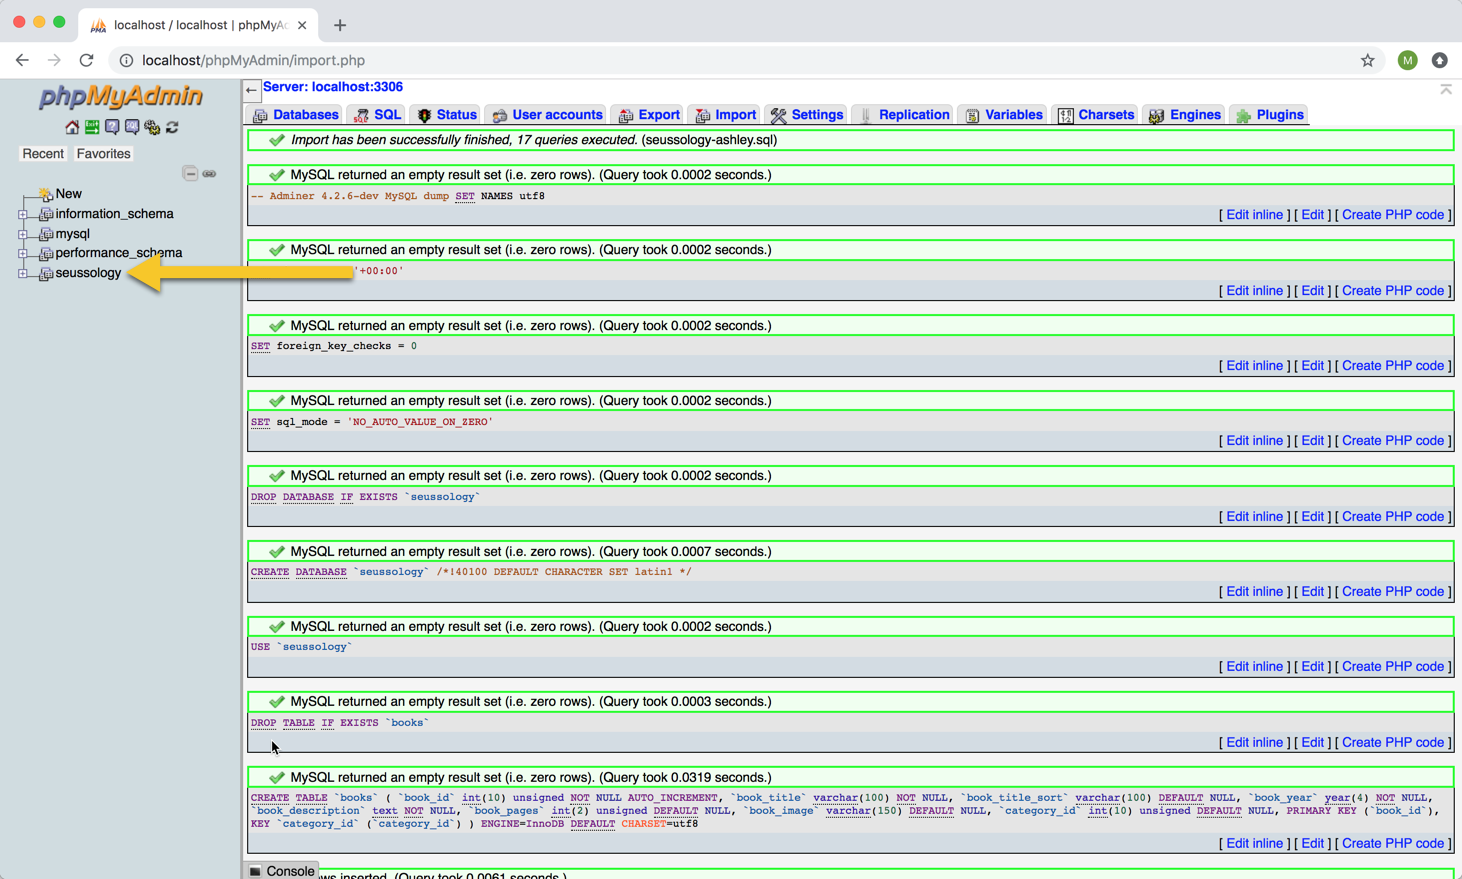 localhost / localhost | phpMyAd
localhost/phpMyAdmin/import.php
M
phpMyAdmin
Recent Favorites
New
information_schema
mysql
performance_schema
seussology
Server: localhost:3306
Databases SQL Status User accounts Export Import Settings Replication Variables Charsets Engines Plugins
Import has been successfully finished, 17 queries executed. (seussology-ashley.sql)
MySQL returned an empty result set (i.e. zero rows). (Query took 0.0002 seconds.)
-- Adminer 4.2.6-dev MySQL dump SET NAMES utf8
[ Edit inline ] [ Edit ] [ Create PHP code ]
MySQL returned an empty result set (i.e. zero rows). (Query took 0.0002 seconds.)
'+00:00'
[ Edit inline ] [ Edit ] [ Create PHP code ]
MySQL returned an empty result set (i.e. zero rows). (Query took 0.0002 seconds.)
SET foreign_key_checks = 0
[ Edit inline ] [ Edit ] [ Create PHP code ]
MySQL returned an empty result set (i.e. zero rows). (Query took 0.0002 seconds.)
SET sql_mode = 'NO_AUTO_VALUE_ON_ZERO'
[ Edit inline ] [ Edit ] [ Create PHP code ]
MySQL returned an empty result set (i.e. zero rows). (Query took 0.0002 seconds.)
DROP DATABASE IF EXISTS `seussology`
[ Edit inline ] [ Edit ] [ Create PHP code ]
MySQL returned an empty result set (i.e. zero rows). (Query took 0.0007 seconds.)
CREATE DATABASE `seussology` /*!40100 DEFAULT CHARACTER SET latin1 */
[ Edit inline ] [ Edit ] [ Create PHP code ]
MySQL returned an empty result set (i.e. zero rows). (Query took 0.0002 seconds.)
USE `seussology`
[ Edit inline ] [ Edit ] [ Create PHP code ]
MySQL returned an empty result set (i.e. zero rows). (Query took 0.0003 seconds.)
DROP TABLE IF EXISTS `books`
[ Edit inline ] [ Edit ] [ Create PHP code ]
MySQL returned an empty result set (i.e. zero rows). (Query took 0.0319 seconds.)
CREATE TABLE `books` ( `book_id` int(10) unsigned NOT NULL AUTO_INCREMENT, `book_title` varchar(100) NOT NULL, `book_title_sort` varchar(100) DEFAULT NULL, `book_year` year(4) NOT NULL,
`book_description` text NOT NULL, `book_pages` int(2) unsigned DEFAULT NULL, `book_image` varchar(150) DEFAULT NULL, `category_id` int(10) unsigned DEFAULT NULL, PRIMARY KEY (`book_id`),
KEY `category_id` (`category_id`) ) ENGINE=InnoDB DEFAULT CHARSET=utf8
[ Edit inline ] [ Edit ] [ Create PHP code ]
Console
ws inserted. (Query took 0.0061 seconds.)